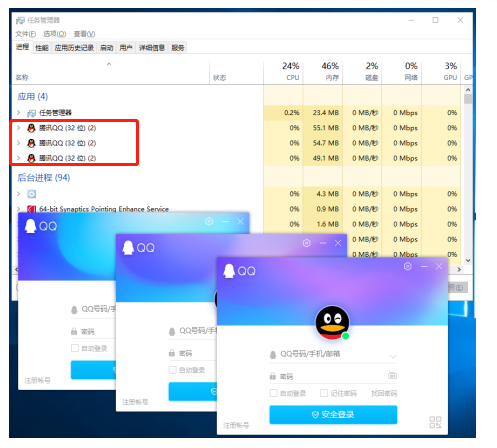 任务管理器
文件(F) 选项(O) 查看(V)
进程 性能 应用历史记录 启动 用户 详细信息 服务
24% 46% 2% 0% 3%
名称 状态 CPU 内存 磁盘 网络 GPU GP
应用 (4)
任务管理器 0.2% 23.4 MB 0 MB/秒 0 Mbps 0%
腾讯QQ (32 位) (2) 0% 55.1 MB 0 MB/秒 0 Mbps 0%
腾讯QQ (32 位) (2) 0% 54.7 MB 0 MB/秒 0 Mbps 0%
腾讯QQ (32 位) (2) 0% 49.1 MB 0 MB/秒 0 Mbps 0%
后台进程 (94)
0% 4.3 MB 0 MB/秒 0 Mbps 0%
64-bit Synaptics Pointing Enhance Service 0% 0.9 MB 0 MB/秒 0 Mbps 0%
0% 1.6 MB 0 MB/秒 0 Mbps 0%
0 MB/秒 0 Mbps 0%
0 MB/秒 0 Mbps 0%
QQ
QQ号码/手
密码
自动登录
注册帐号
QQ
QQ号码/手
密码
自动登录
注册帐号
QQ
QQ号码/手机/邮箱
密码
自动登录 记住密码 找回密码
安全登录
注册帐号